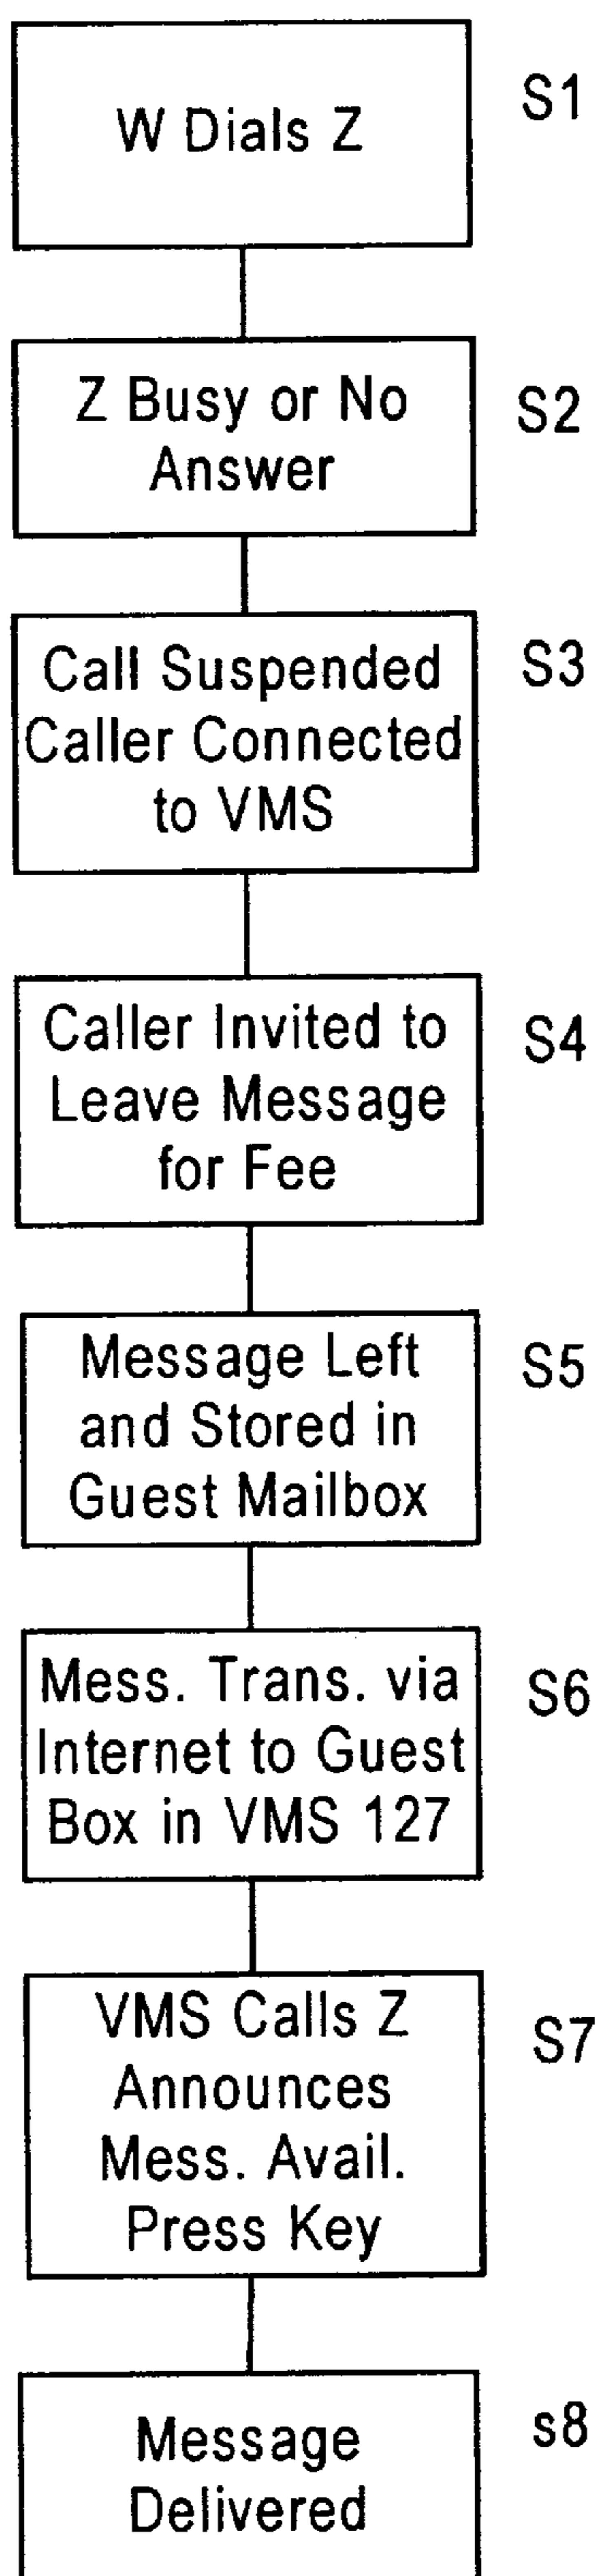 W Dials Z
S1
Z Busy or No
Answer
S2
Call Suspended
Caller Connected
to VMS
S3
Caller Invited to
Leave Message
for Fee
S4
Message Left
and Stored in
Guest Mailbox
S5
Mess. Trans. via
Internet to Guest
Box in VMS 127
S6
VMS Calls Z
Announces
Mess. Avail.
Press Key
S7
Message
Delivered
s8